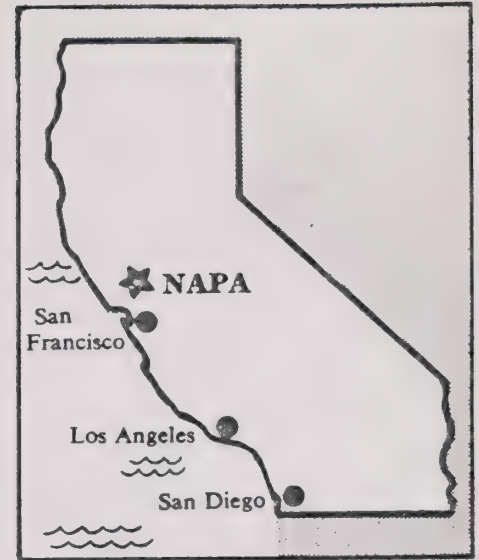 NAPA
San
Francisco
Los Angeles
San Diego